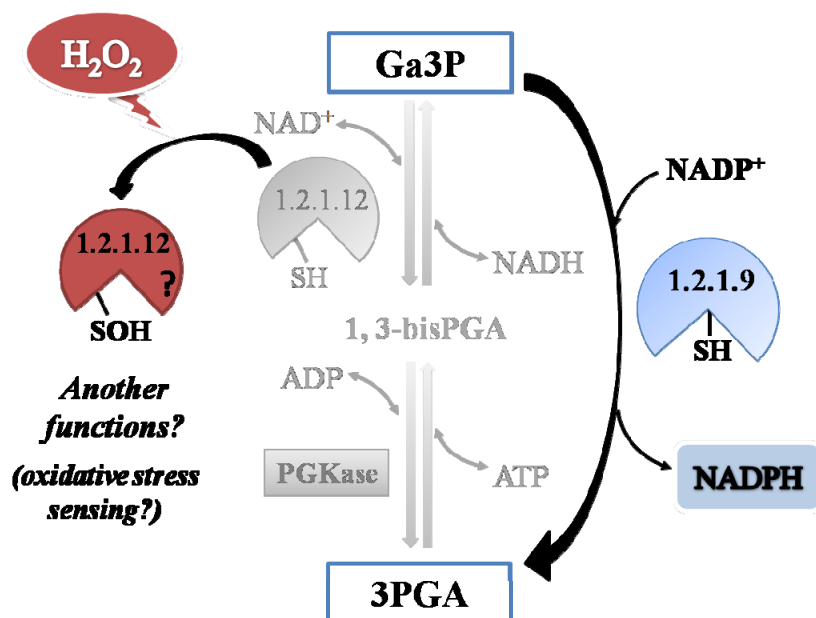 H₂O₂
Ga3P
NAD⁺
NADP⁺
1.2.1.12
SH
NADH
1.2.1.12
?
SOH
1.2.1.9
SH
1, 3-bisPGA
ADP
Another
functions?
(oxidative stress
sensing?)
PGKase
ATP
NADPH
3PGA